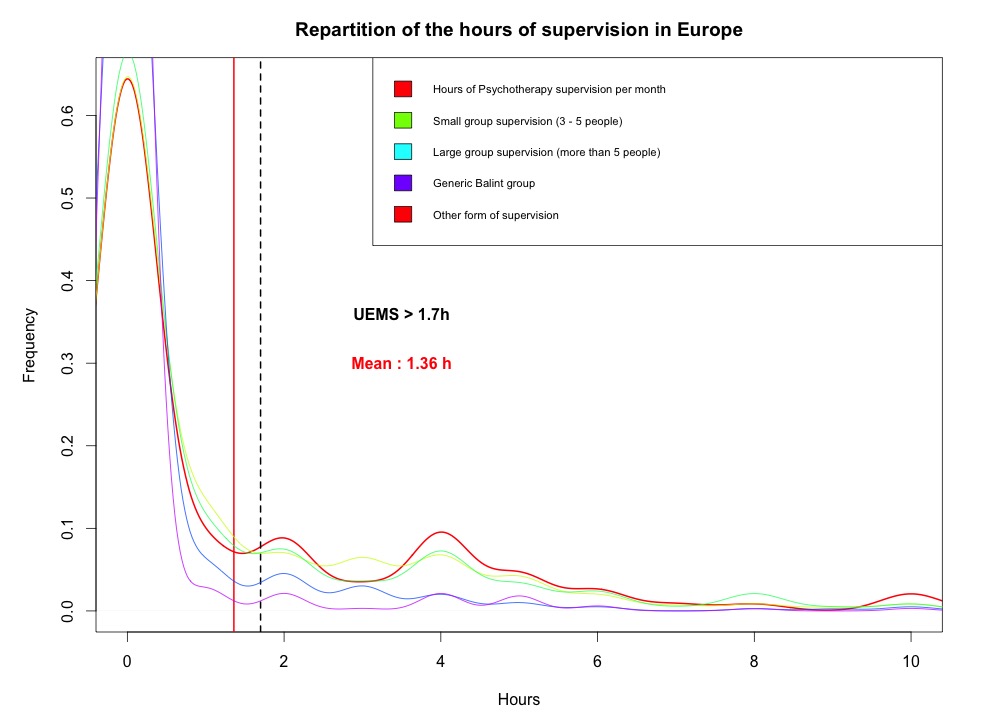 Repartition of the hours of supervision in Europe
Hours of Psychotherapy supervision per month
Small group supervision (3 - 5 people)
Large group supervision (more than 5 people)
Generic Balint group
Other form of supervision
UEMS > 1.7h
Mean : 1.36 h
Frequency
0.6
0.5
0.4
0.3
0.2
0.1
0.0
0 2 4 6 8 10
Hours